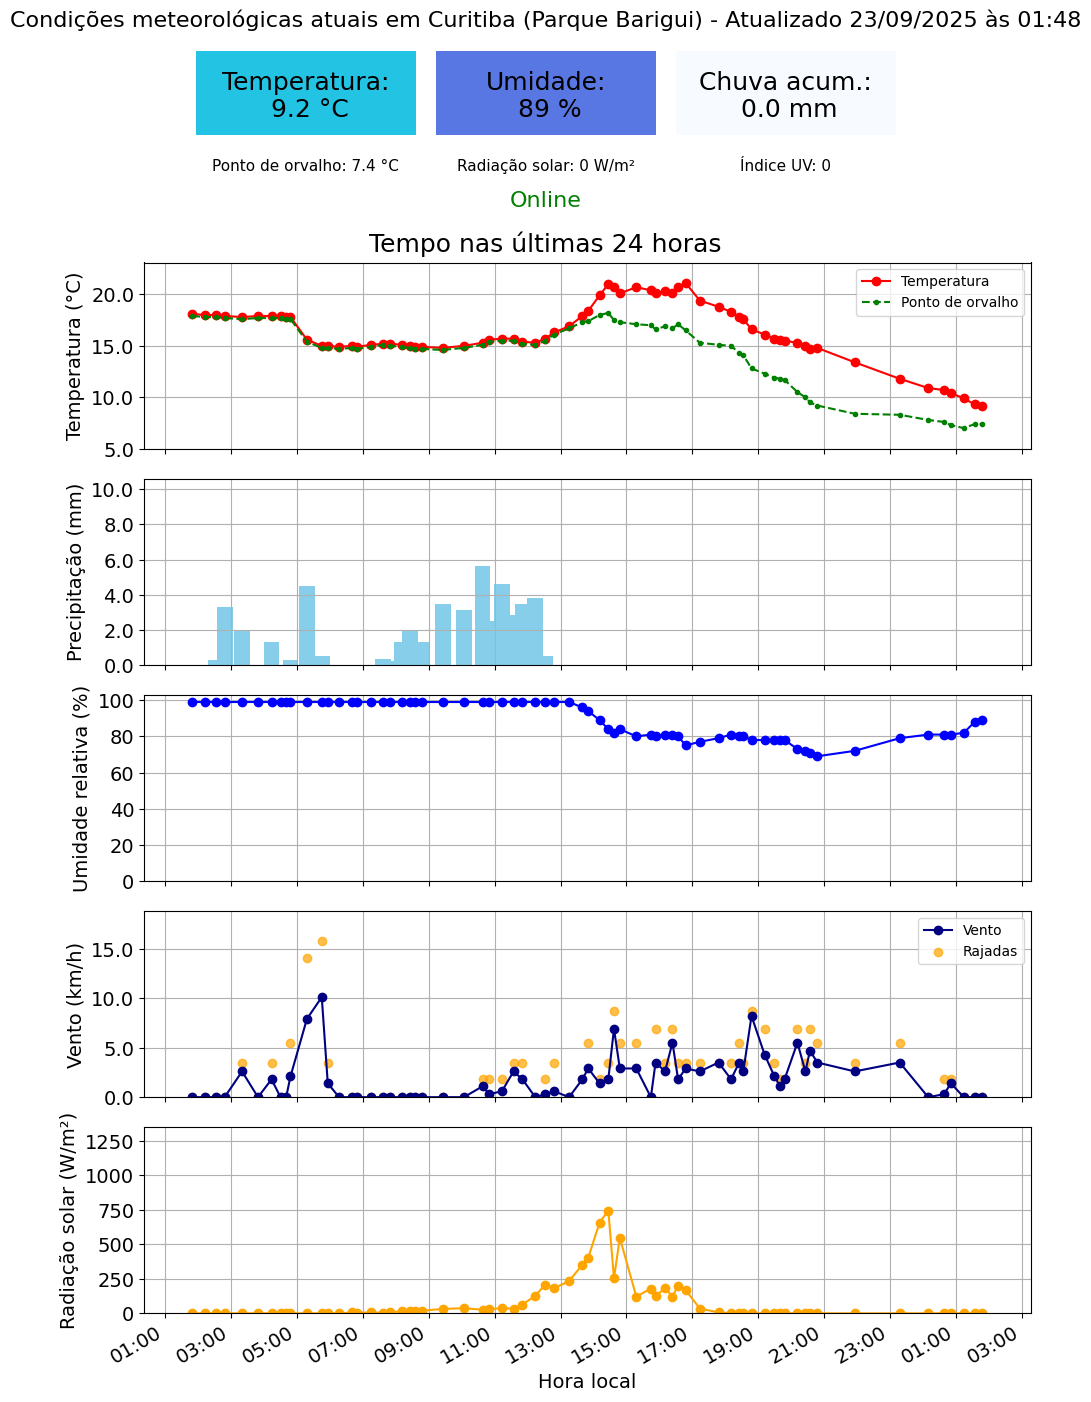 Condições meteorológicas atuais em Curitiba (Parque Barigui) - Atualizado 23/09/2025 às 01:48
Temperatura:
9.2 °C
Umidade:
89 %
Chuva acum.:
0.0 mm
Ponto de orvalho: 7.4 °C
Radiação solar: 0 W/m²
Índice UV: 0
Online
Tempo nas últimas 24 horas
Temperatura (°C)
20.0
15.0
10.0
5.0
Temperatura
Ponto de orvalho
Precipitação (mm)
10.0
8.0
6.0
4.0
2.0
0.0
Umidade relativa (%)
100
80
60
40
20
0
Vento (km/h)
15.0
10.0
5.0
0.0
Vento
Rajadas
Radiação solar (W/m²)
1250
1000
750
500
250
0
01:00
03:00
05:00
07:00
09:00
11:00
13:00
15:00
17:00
19:00
21:00
23:00
01:00
03:00
Hora local